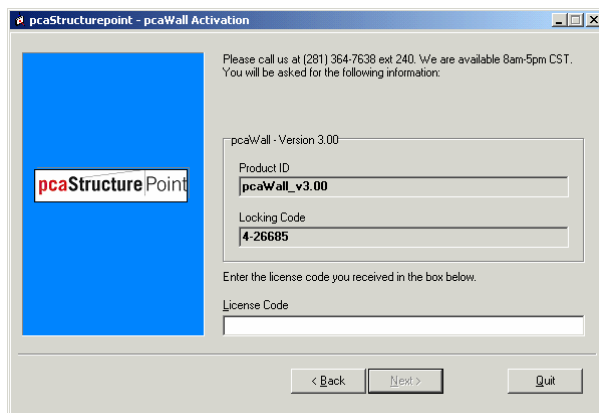 pcaStructurepoint - pcaWall Activation
Please call us at (281) 364-7638 ext 240. We are available 8am-5pm CST.
You will be asked for the following information:
pcaStructurePoint
pcaWall - Version 3.00
Product ID
pcaWall_v3.00
Locking Code
4-26685
Enter the license code you received in the box below.
License Code
< Back
Next >
Quit